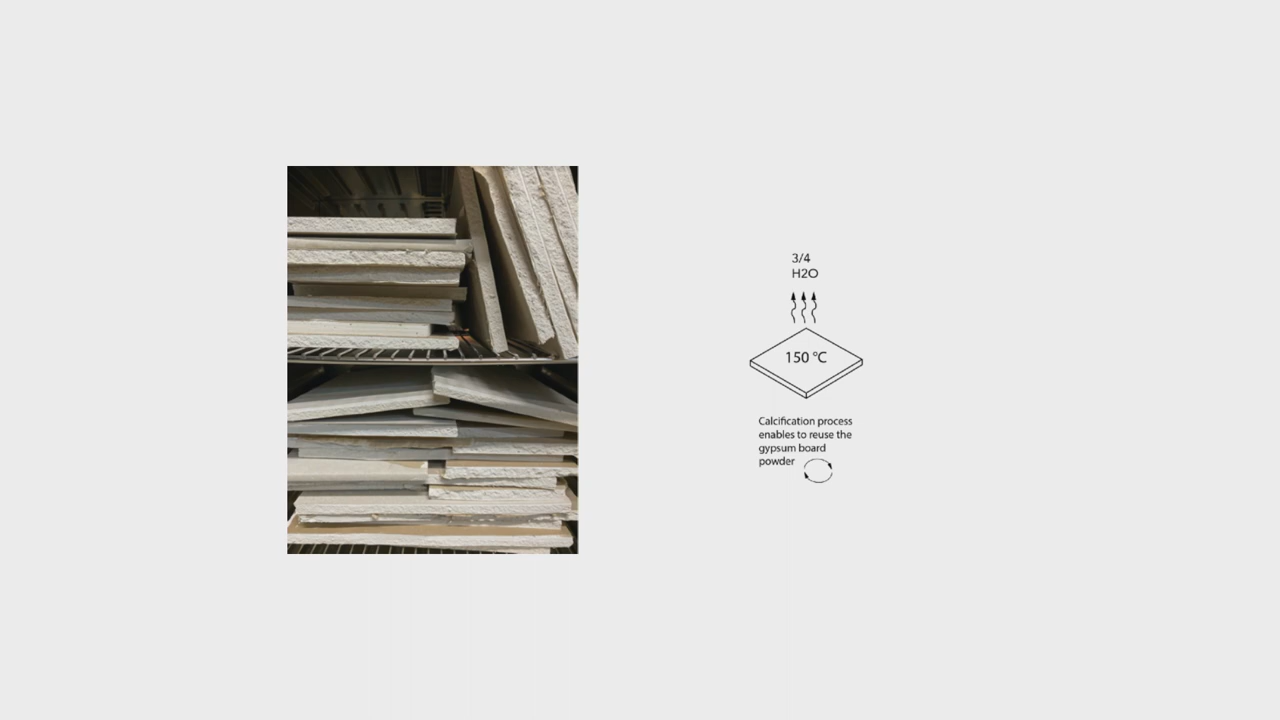 3/4
H2O
150 °C
Calcification process
enables to reuse the
gypsum board
powder